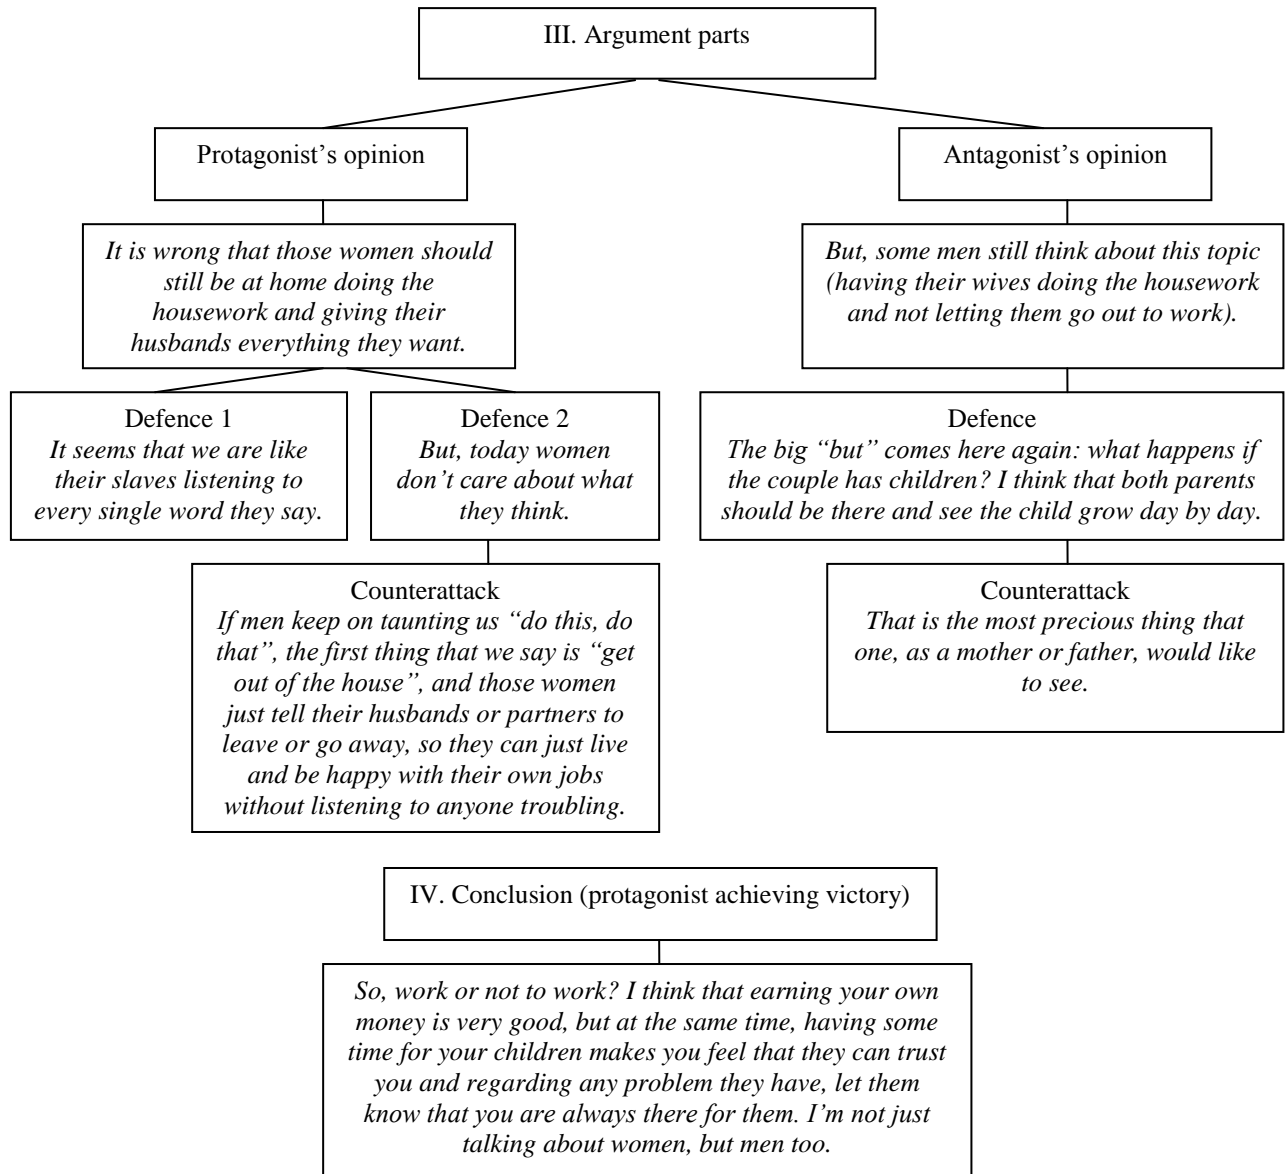 III. Argument parts
Protagonist’s opinion
Antagonist’s opinion
It is wrong that those women should
still be at home doing the
housework and giving their
husbands everything they want.
But, some men still think about this topic
(having their wives doing the housework
and not letting them go out to work).
Defence 1
It seems that we are like
their slaves listening to
every single word they say.
Defence 2
But, today women
don’t care about what
they think.
Defence
The big “but” comes here again: what happens if
the couple has children? I think that both parents
should be there and see the child grow day by day.
Counterattack
If men keep on taunting us “do this, do
that”, the first thing that we say is “get
out of the house”, and those women
just tell their husbands or partners to
leave or go away, so they can just live
and be happy with their own jobs
without listening to anyone troubling.
Counterattack
That is the most precious thing that
one, as a mother or father, would like
to see.
IV. Conclusion (protagonist achieving victory)
So, work or not to work? I think that earning your own
money is very good, but at the same time, having some
time for your children makes you feel that they can trust
you and regarding any problem they have, let them
know that you are always there for them. I’m not just
talking about women, but men too.